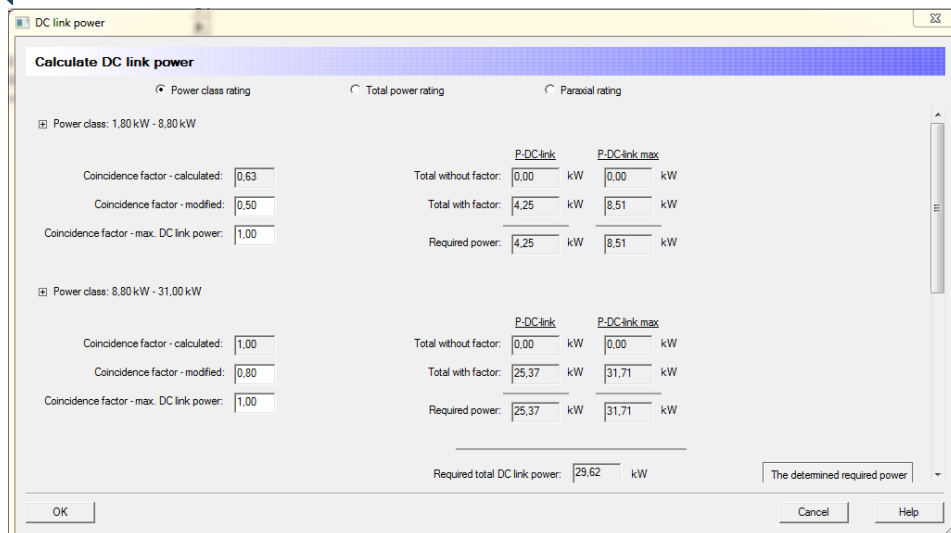 DC link power
Calculate DC link power
Power class rating Total power rating Paraxial rating
Power class: 1,80 kW - 8,80 kW
P-DC-link P-DC-link max
Coincidence factor - calculated: 0,63 Total without factor: 0,00 kW 0,00 kW
Coincidence factor - modified: 0,50 Total with factor: 4,25 kW 8,51 kW
Coincidence factor - max. DC link power: 1,00
Required power: 4,25 kW 8,51 kW
Power class: 8,80 kW - 31,00 kW
P-DC-link P-DC-link max
Coincidence factor - calculated: 1,00 Total without factor: 0,00 kW 0,00 kW
Coincidence factor - modified: 0,80 Total with factor: 25,37 kW 31,71 kW
Coincidence factor - max. DC link power: 1,00
Required power: 25,37 kW 31,71 kW
Required total DC link power: 29,62 kW
The determined required power
OK Cancel Help